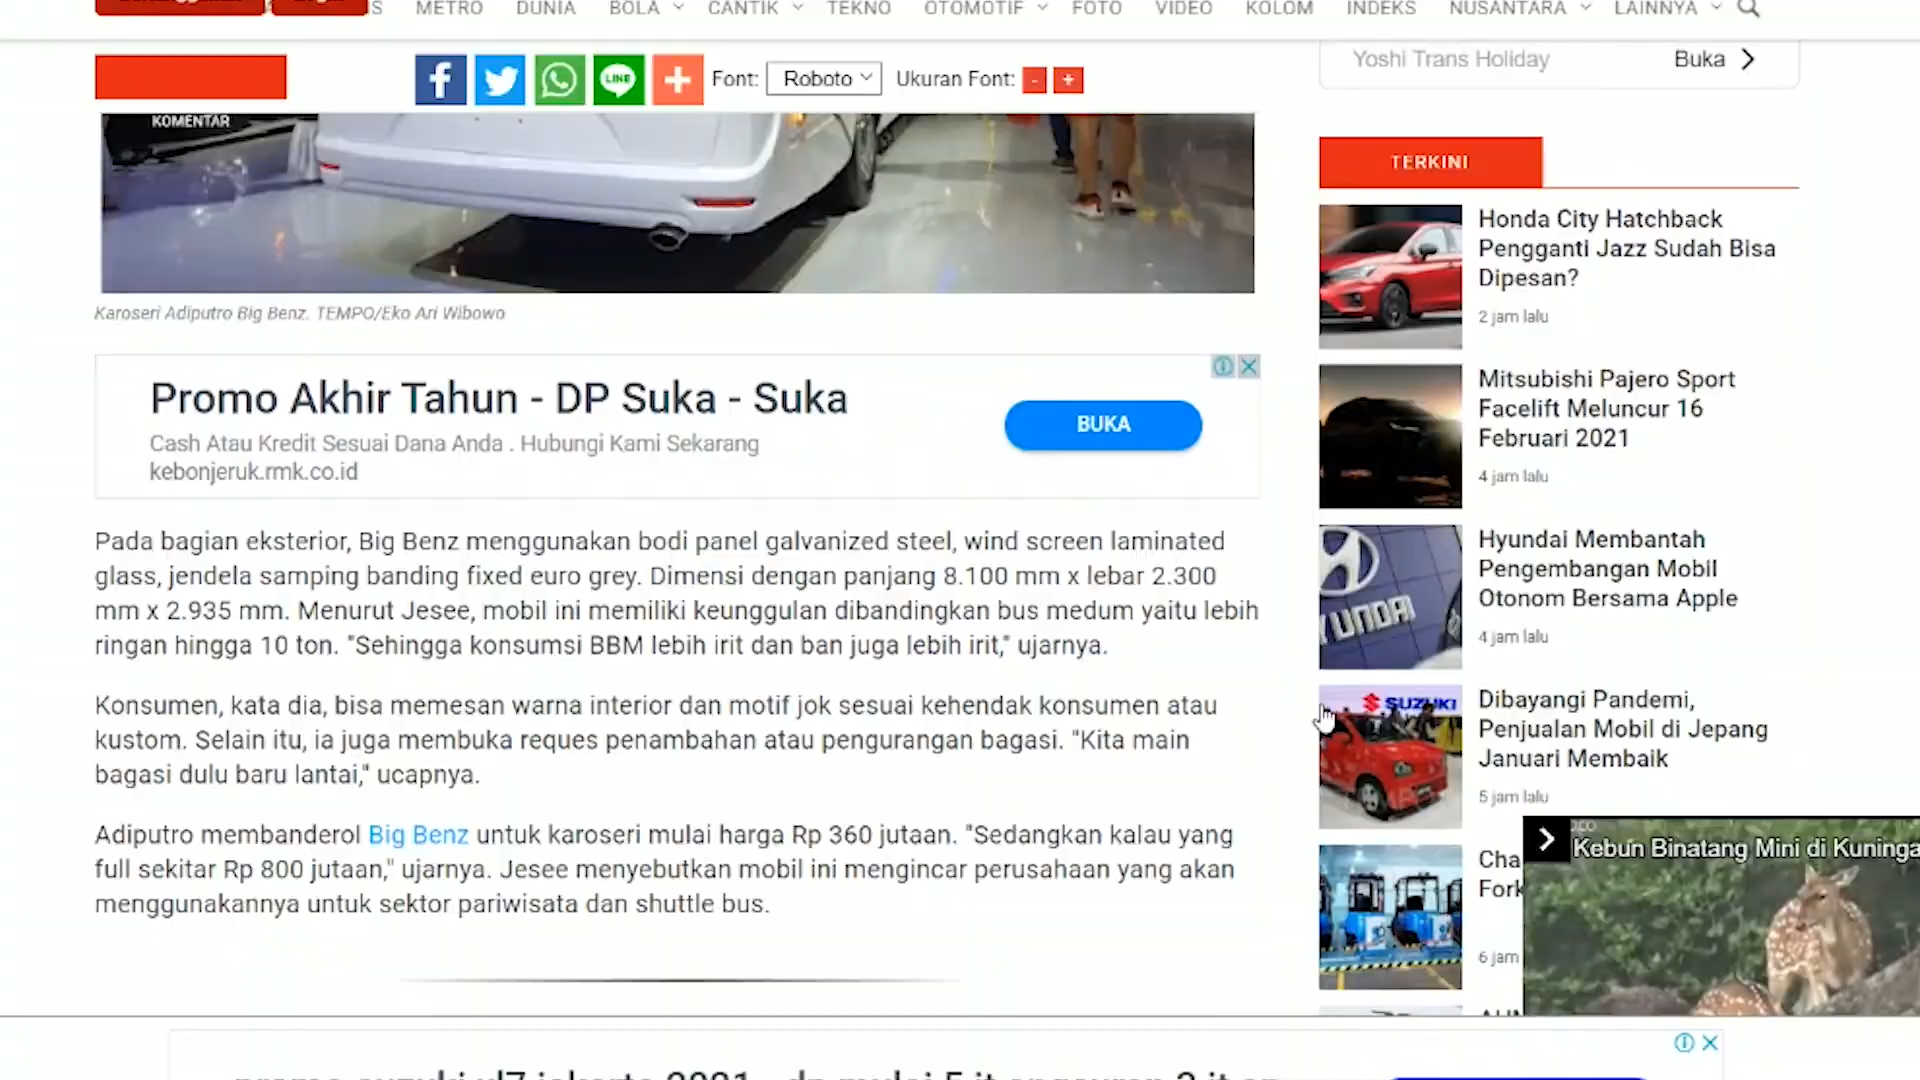 METRO DUNIA BOLA CANTIK TEKNO OTOMOTIF FOTO VIDEO KOLOM INDEKS NUSANTARA LAINNYA
LINE
Font: Roboto Ukuran Font: - +
Yoshi Trans Holiday Buka
KOMENTAR
Karoseri Adiputro Big Benz. TEMPO/Eko Ari Wibowo
Promo Akhir Tahun - DP Suka - Suka
Cash Atau Kredit Sesuai Dana Anda . Hubungi Kami Sekarang
kebonjeruk.rmk.co.id
BUKA
Pada bagian eksterior, Big Benz menggunakan bodi panel galvanized steel, wind screen laminated
glass, jendela samping banding fixed euro grey. Dimensi dengan panjang 8.100 mm x lebar 2.300
mm x 2.935 mm. Menurut Jesee, mobil ini memiliki keunggulan dibandingkan bus medum yaitu lebih
ringan hingga 10 ton. "Sehingga konsumsi BBM lebih irit dan ban juga lebih irit," ujarnya.
Konsumen, kata dia, bisa memesan warna interior dan motif jok sesuai kehendak konsumen atau
kustom. Selain itu, ia juga membuka reques penambahan atau pengurangan bagasi. "Kita main
bagasi dulu baru lantai," ucapnya.
Adiputro membanderol Big Benz untuk karoseri mulai harga Rp 360 jutaan. "Sedangkan kalau yang
full sekitar Rp 800 jutaan," ujarnya. Jesee menyebutkan mobil ini mengincar perusahaan yang akan
menggunakannya untuk sektor pariwisata dan shuttle bus.
TERKINI
Honda City Hatchback
Pengganti Jazz Sudah Bisa
Dipesan?
2 jam lalu
Mitsubishi Pajero Sport
Facelift Meluncur 16
Februari 2021
4 jam lalu
Hyundai Membantah
Pengembangan Mobil
Otonom Bersama Apple
4 jam lalu
SUZUKI
Dibayangi Pandemi,
Penjualan Mobil di Jepang
Januari Membaik
5 jam lalu
Cha
Fork
6 jam
Kebun Binatang Mini di Kuninga